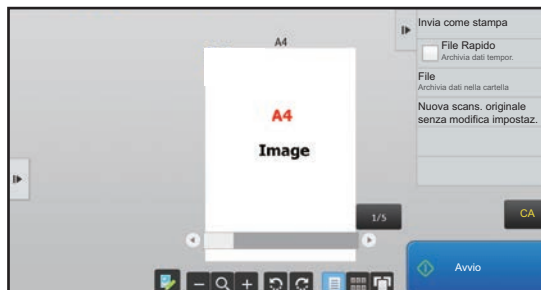 A4
A4
Image
1/5
Invia come stampa
File Rapido
Archivia dati tempor.
File
Archivia dati nella cartella
Nuova scans. originale
senza modifica impostaz.
CA
Avvio